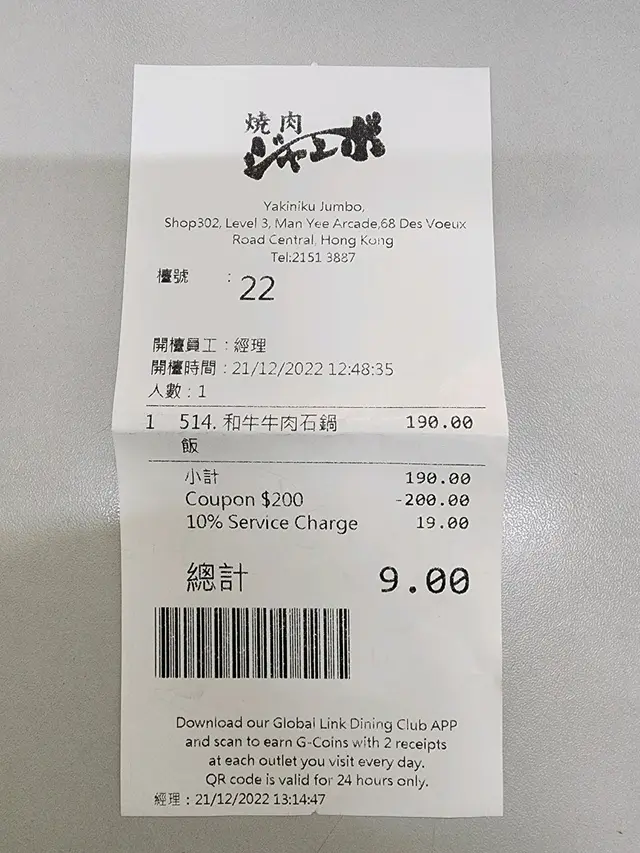 焼肉
ジャンボ
Yakiniku Jumbo,
Shop302, Level 3, Man Yee Arcade,68 Des Voeux
Road Central, Hong Kong
Tel:2151 3887
檯號 : 22
開檯員工：經理
開檯時間：21/12/2022 12:48:35
人數：1
1 514. 和牛牛肉石鍋 190.00
飯
小計 190.00
Coupon $200 -200.00
10% Service Charge 19.00
總計 9.00
Download our Global Link Dining Club APP
and scan to earn G-Coins with 2 receipts
at each outlet you visit every day.
QR code is valid for 24 hours only.
經理：21/12/2022 13:14:47